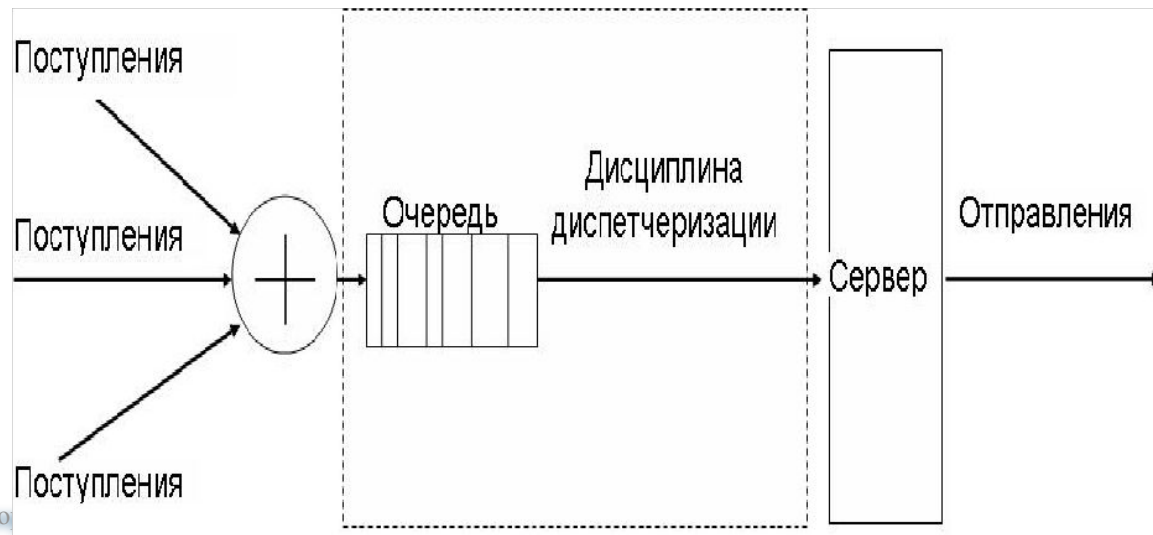 Поступления
Поступления
Поступления
Очередь
Дисциплина
диспетчеризации
Сервер
Отправления